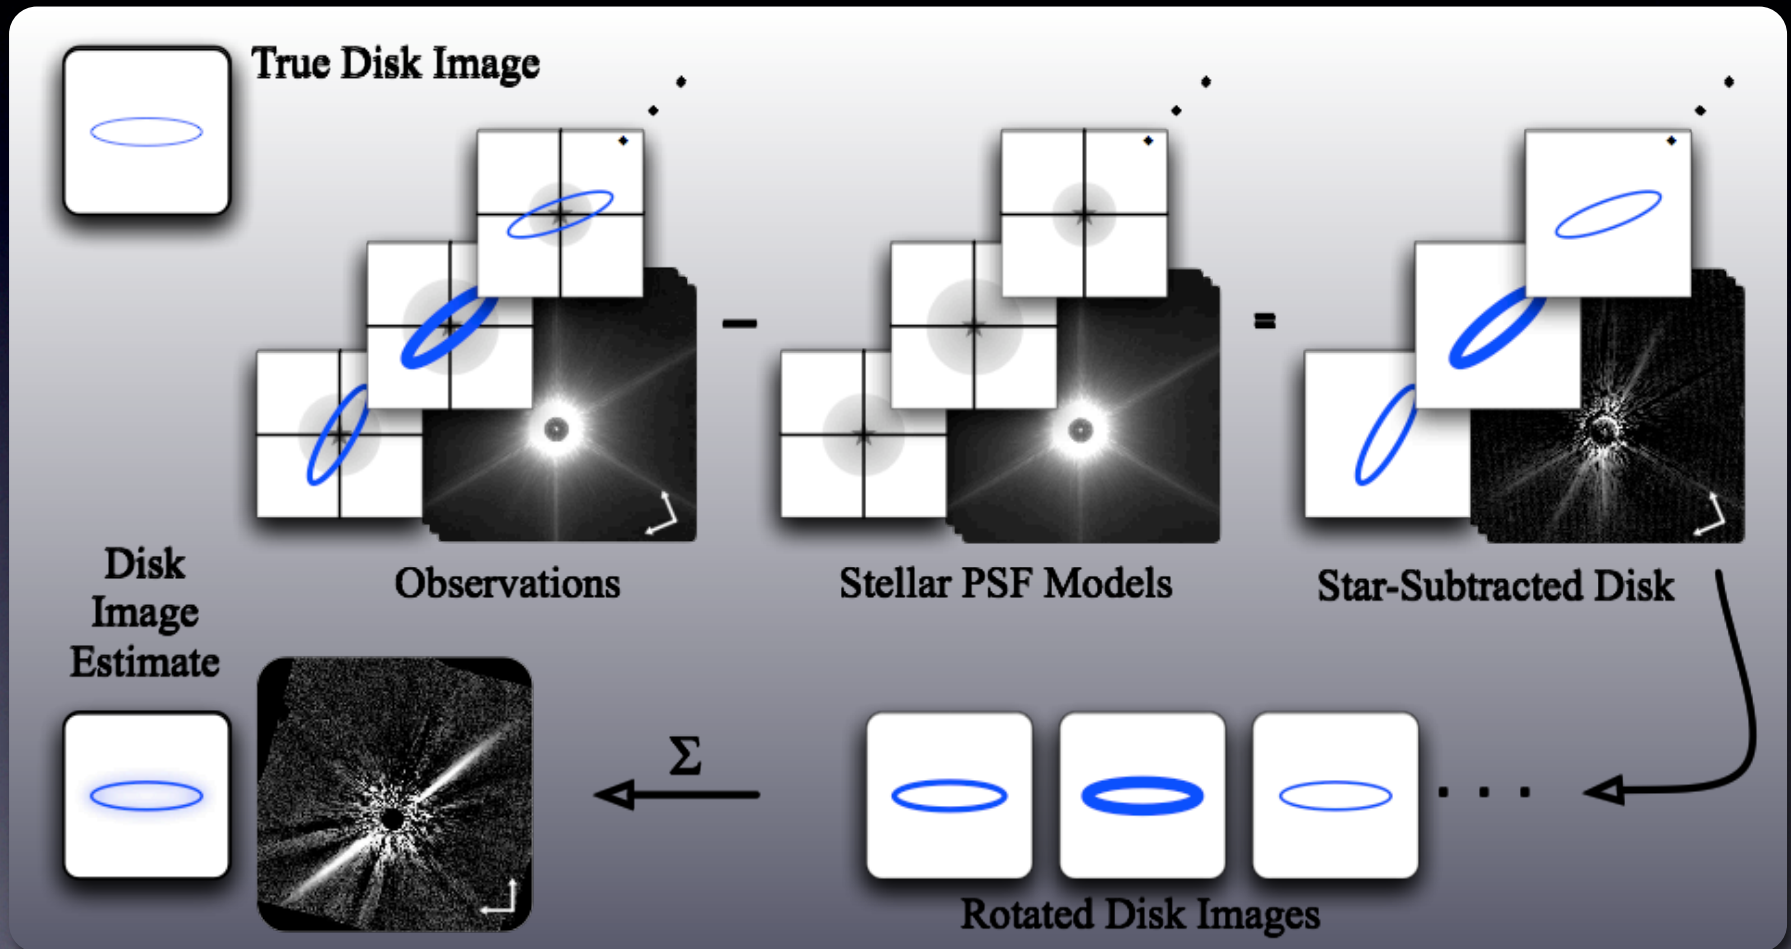 True Disk Image
−
=
Observations
Stellar PSF Models
Star-Subtracted Disk
Disk
Image
Estimate
Σ
. . .
Rotated Disk Images